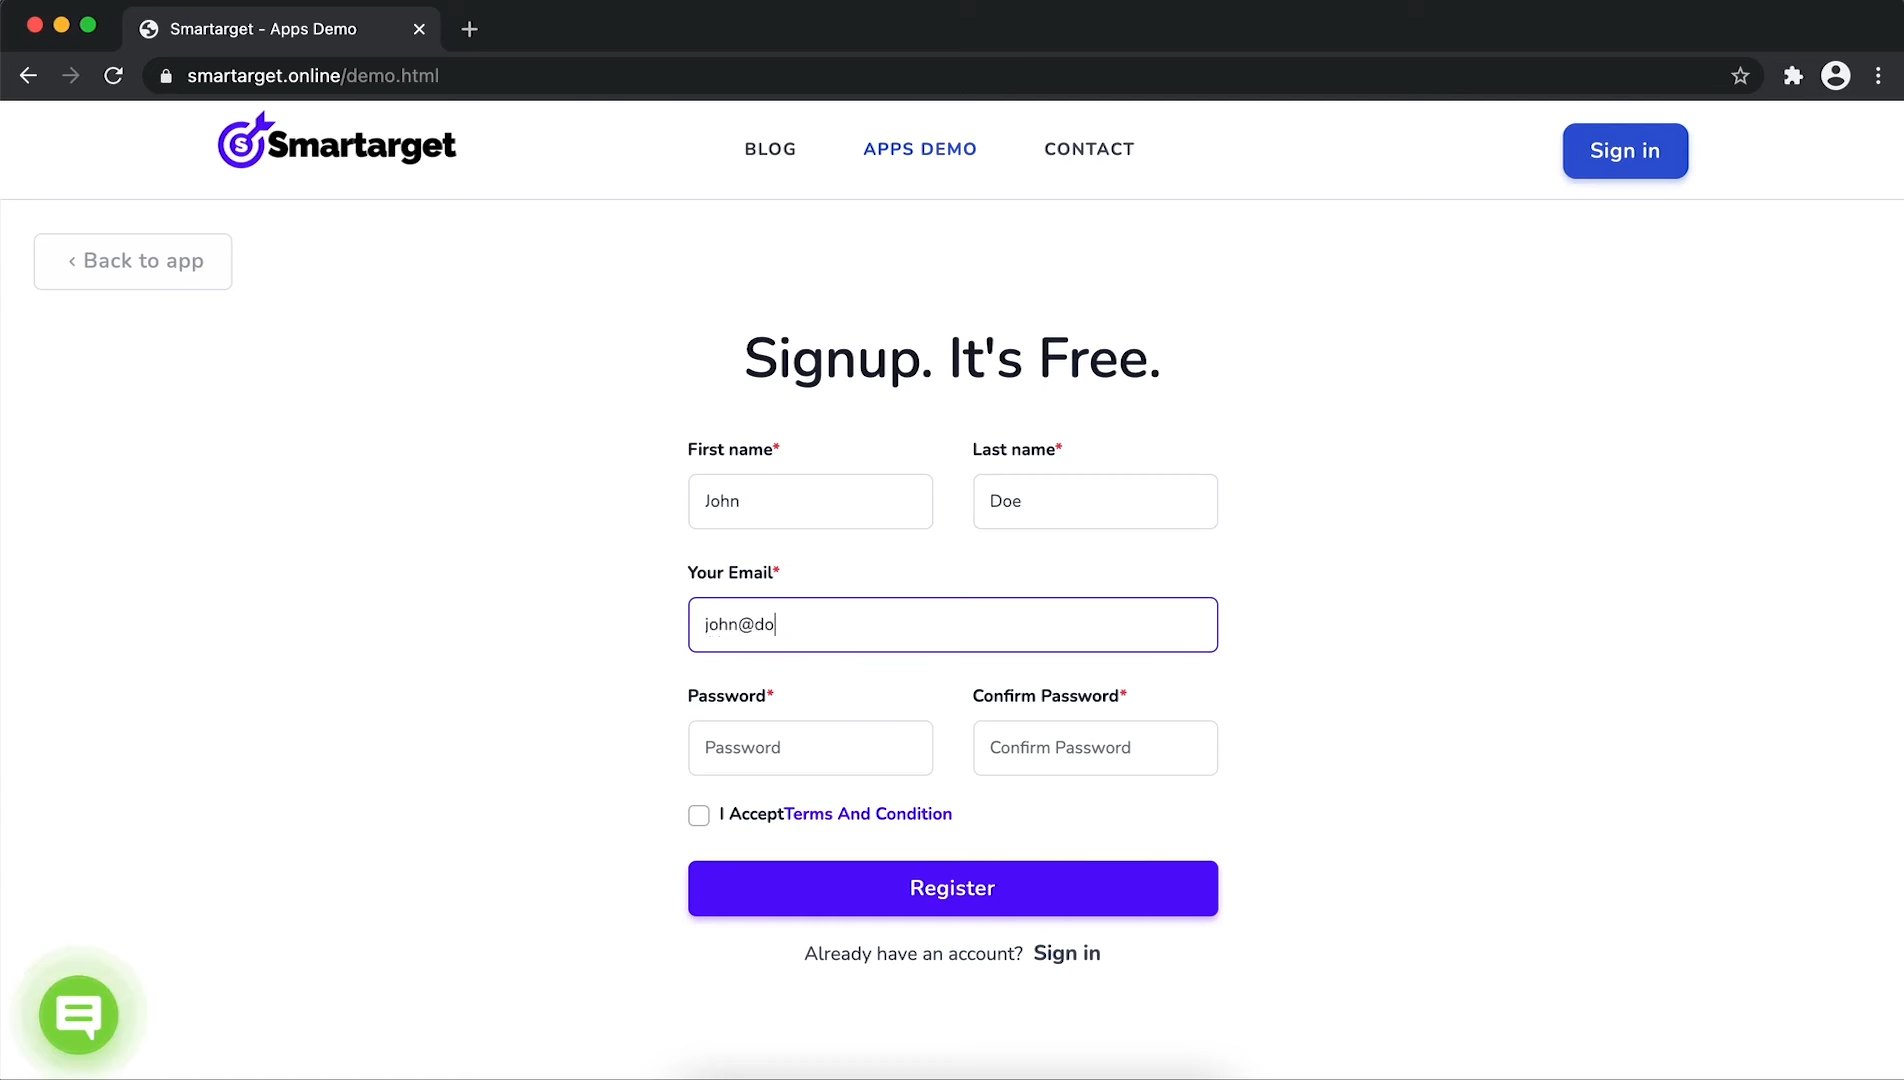 Smartarget - Apps Demo
smartarget.online/demo.html
Smartarget
BLOG APPS DEMO CONTACT Sign in
‹ Back to app
Signup. It's Free.
First name* Last name*
John Doe
Your Email*
john@do
Password* Confirm Password*
Password Confirm Password
I AcceptTerms And Condition
Register
Already have an account? Sign in